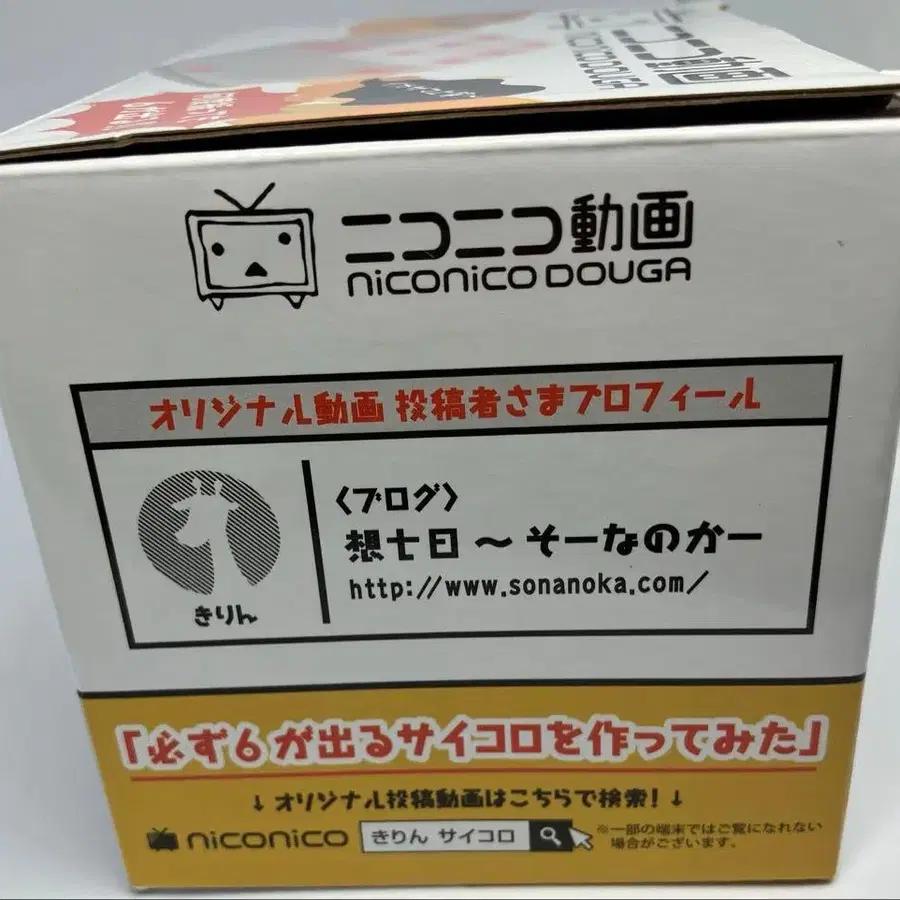 ニコニコ動画
niconico DOUGA
オリジナル動画 投稿者さまプロフィール
きりん
〈ブログ〉
想七日 ～ そーなのかー
http://www.sonanoka.com/
「必ず6が出るサイコロを作ってみた」
↓ オリジナル投稿動画はこちらで検索! ↓
niconico きりん サイコロ
※一部の端末ではご覧になれない
場合がございます。